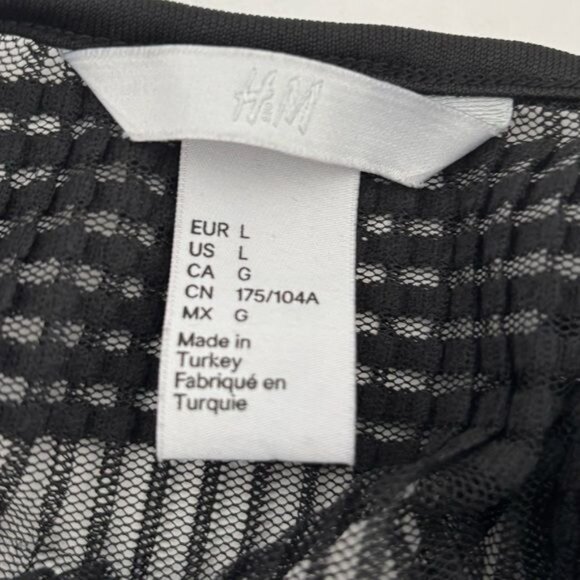 H&M
EUR L
US L
CA G
CN 175/104A
MX G
Made in
Turkey
Fabriqué en
Turquie